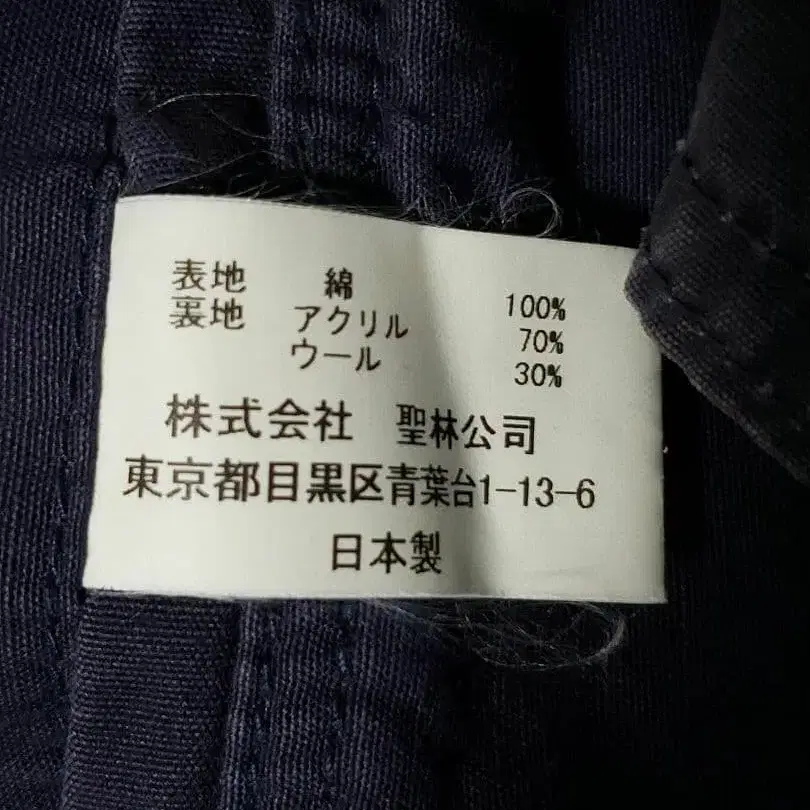 表地 綿 100%
裏地 アクリル 70%
ウール 30%
株式会社 聖林公司
東京都目黒区青葉台1-13-6
日本製